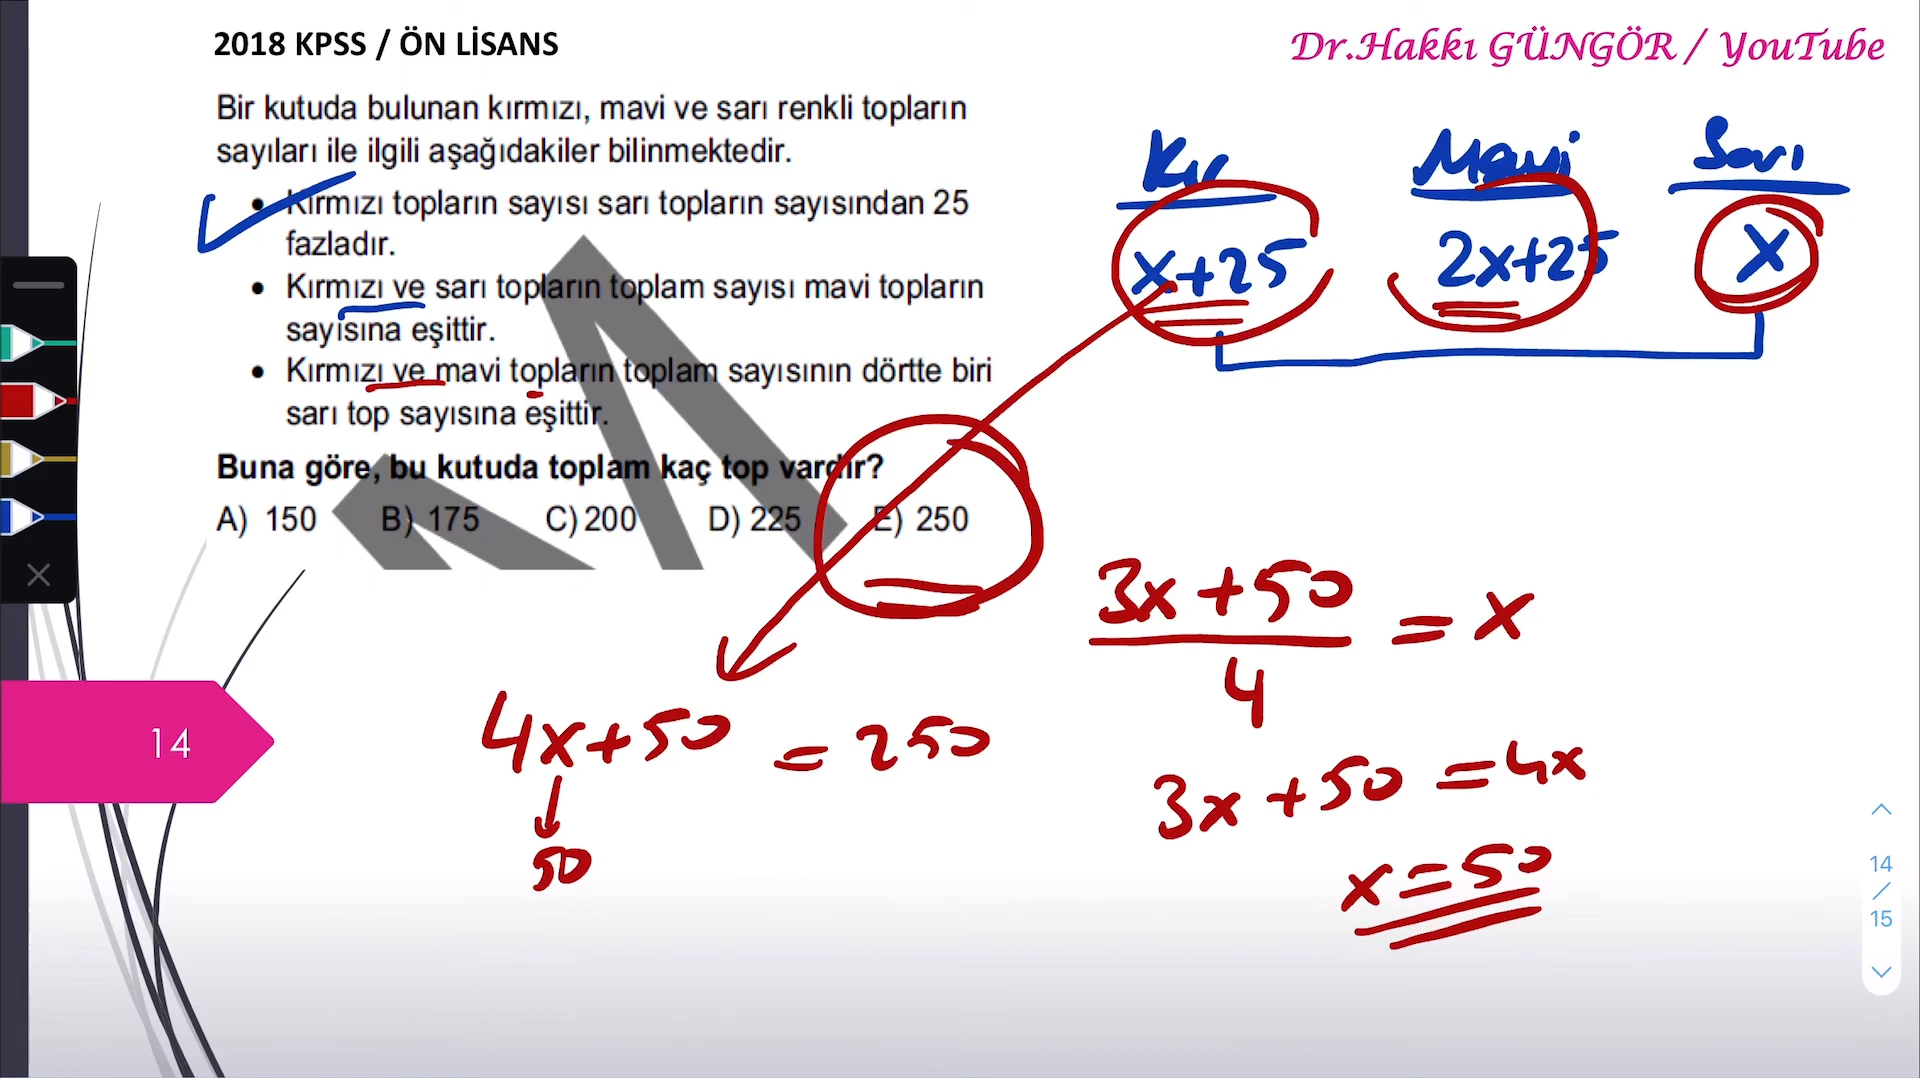 2018 KPSS / ÖN LİSANS
Dr.Hakkı GÜNGÖR / YouTube
Bir kutuda bulunan kırmızı, mavi ve sarı renkli topların
sayıları ile ilgili aşağıdakiler bilinmektedir.
• Kırmızı topların sayısı sarı topların sayısından 25
fazladır.
• Kırmızı ve sarı topların toplam sayısı mavi topların
sayısına eşittir.
• Kırmızı ve mavi topların toplam sayısının dörtte biri
sarı top sayısına eşittir.
Buna göre, bu kutuda toplam kaç top vardır?
A) 150 B) 175 C) 200 D) 225 E) 250
Kır Mavi Sarı
x+25 2x+25 x
3x+50
= x
4
3x+50 = 4x
x = 50
4x+50 = 250
50
14
14
/
15